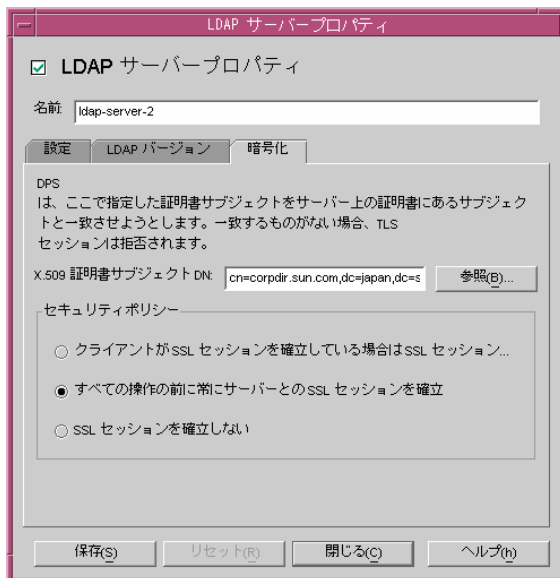 LDAP サーバープロパティ
LDAP サーバープロパティ
名前: ldap-server-2
設定 LDAP バージョン 暗号化
DPS
は、ここで指定した証明書サブジェクトをサーバー上の証明書にあるサブジェク
トと一致させようとします。一致するものがない場合、TLS
セッションは拒否されます。
X.509 証明書サブジェクト DN: cn=corpdir.sun.com,dc=japan,dc=s 参照(B)...
セキュリティポリシー
クライアントが SSL セッションを確立している場合は SSL セッション...
すべての操作の前に常にサーバーとの SSL セッションを確立
SSL セッションを確立しない
保存(S) リセット(R) 閉じる(C) ヘルプ(h)